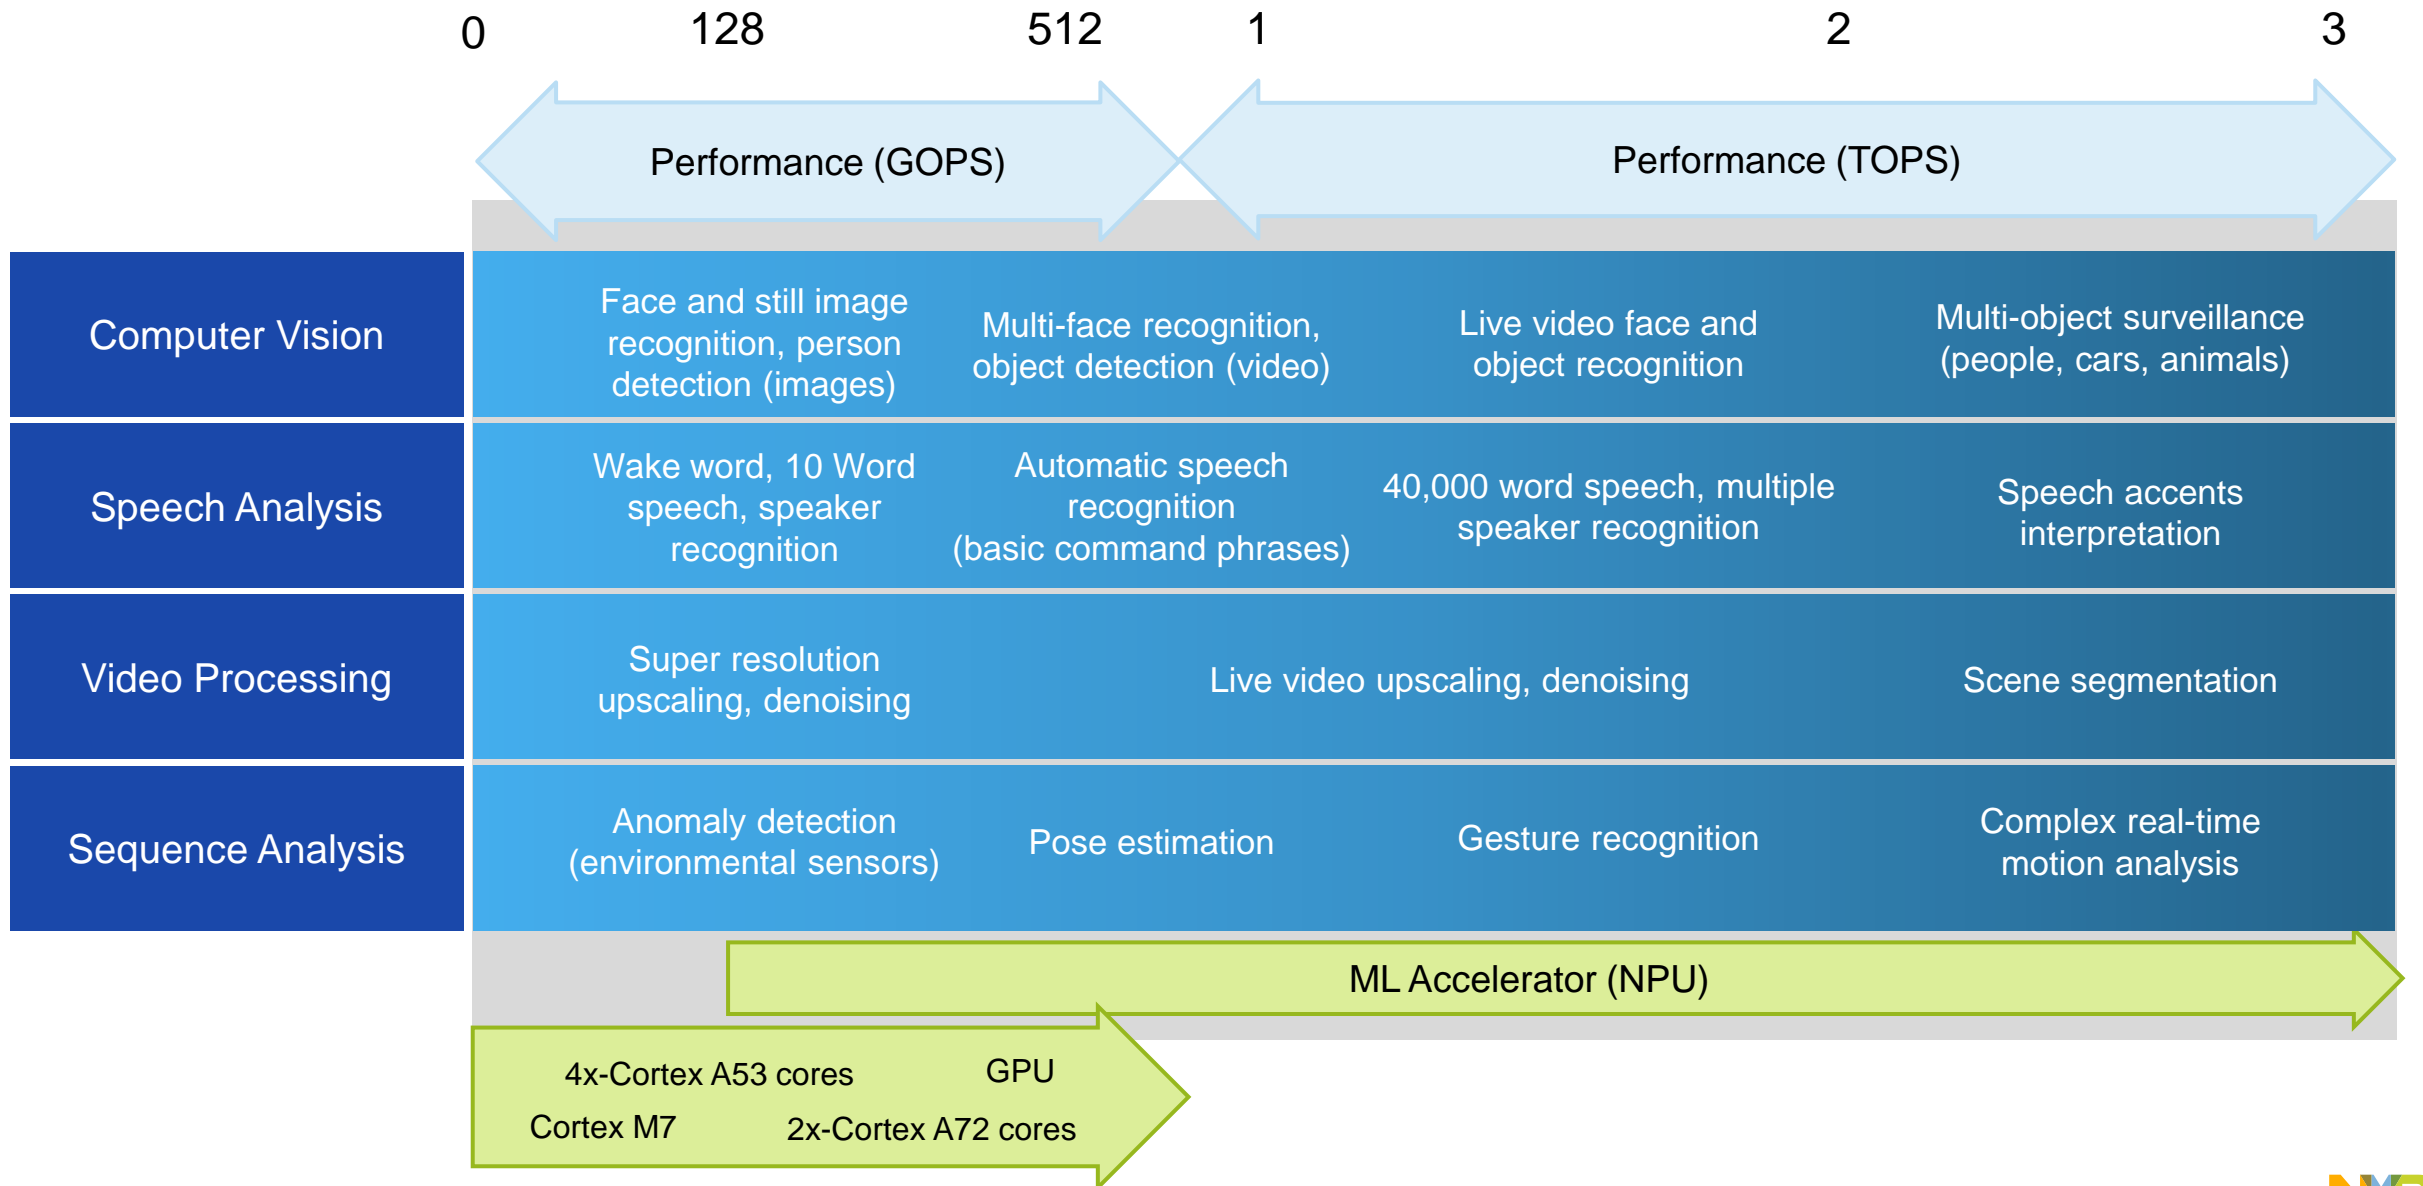 0 128 512 1 2 3
Performance (GOPS)
Performance (TOPS)
Computer Vision
Face and still image
recognition, person
detection (images)
Multi-face recognition,
object detection (video)
Live video face and
object recognition
Multi-object surveillance
(people, cars, animals)
Speech Analysis
Wake word, 10 Word
speech, speaker
recognition
Automatic speech
recognition
(basic command phrases)
40,000 word speech, multiple
speaker recognition
Speech accents
interpretation
Video Processing
Super resolution
upscaling, denoising
Live video upscaling, denoising
Scene segmentation
Sequence Analysis
Anomaly detection
(environmental sensors)
Pose estimation
Gesture recognition
Complex real-time
motion analysis
ML Accelerator (NPU)
4x-Cortex A53 cores
GPU
Cortex M7
2x-Cortex A72 cores